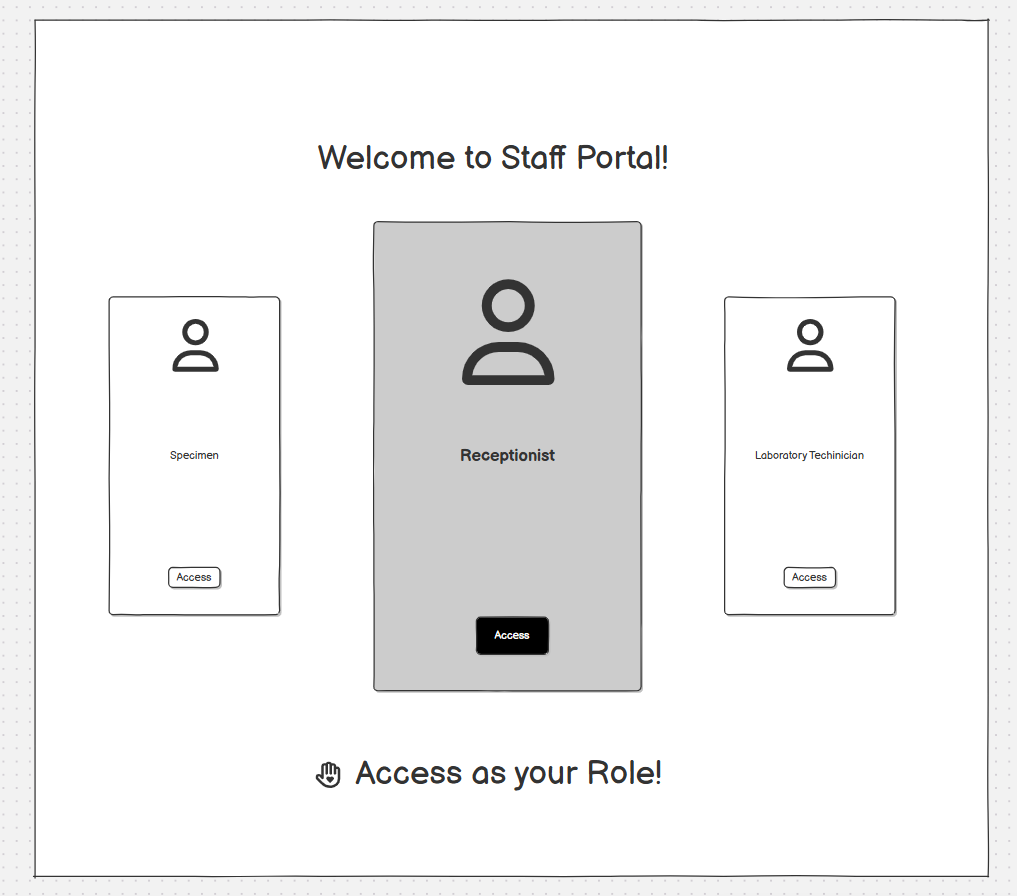 Welcome to Staff Portal!
Specimen
Receptionist
Laboratory Techinician
Access
Access
Access
Access as your Role!